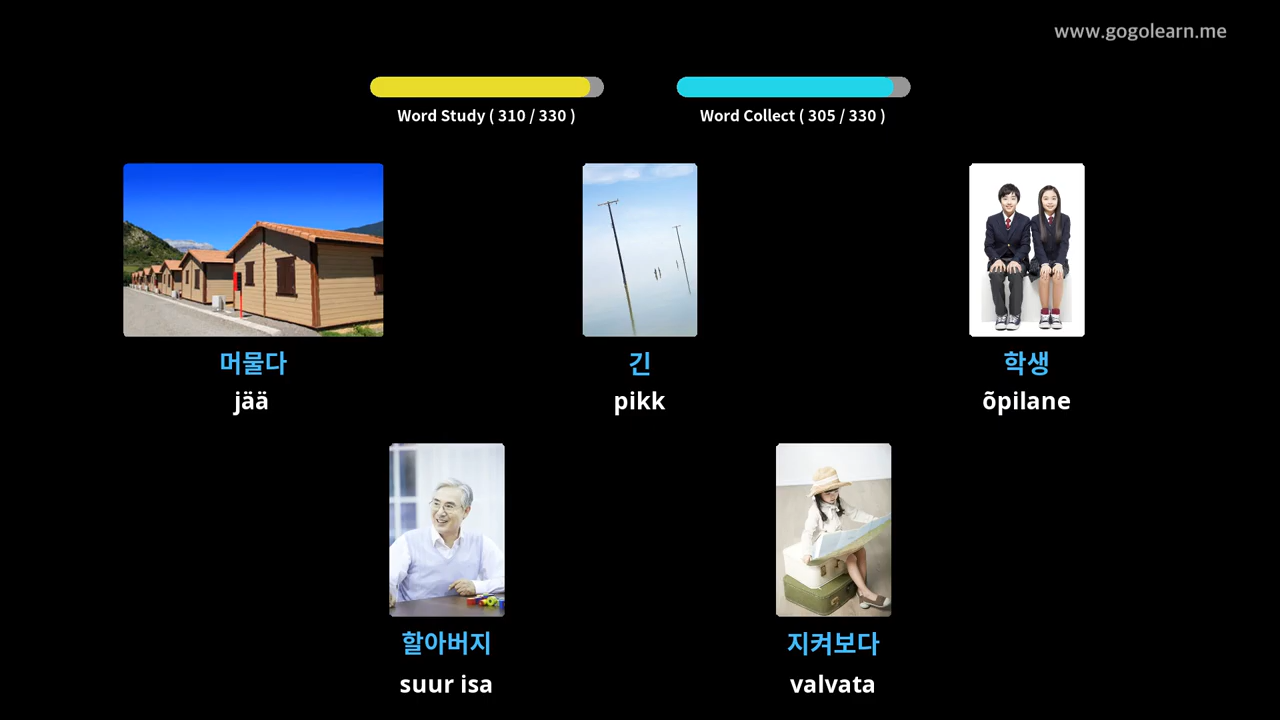 www.gogolearn.me
Word Study ( 310 / 330 )
Word Collect ( 305 / 330 )
머물다
jää
긴
pikk
학생
õpilane
할아버지
suur isa
지켜보다
valvata